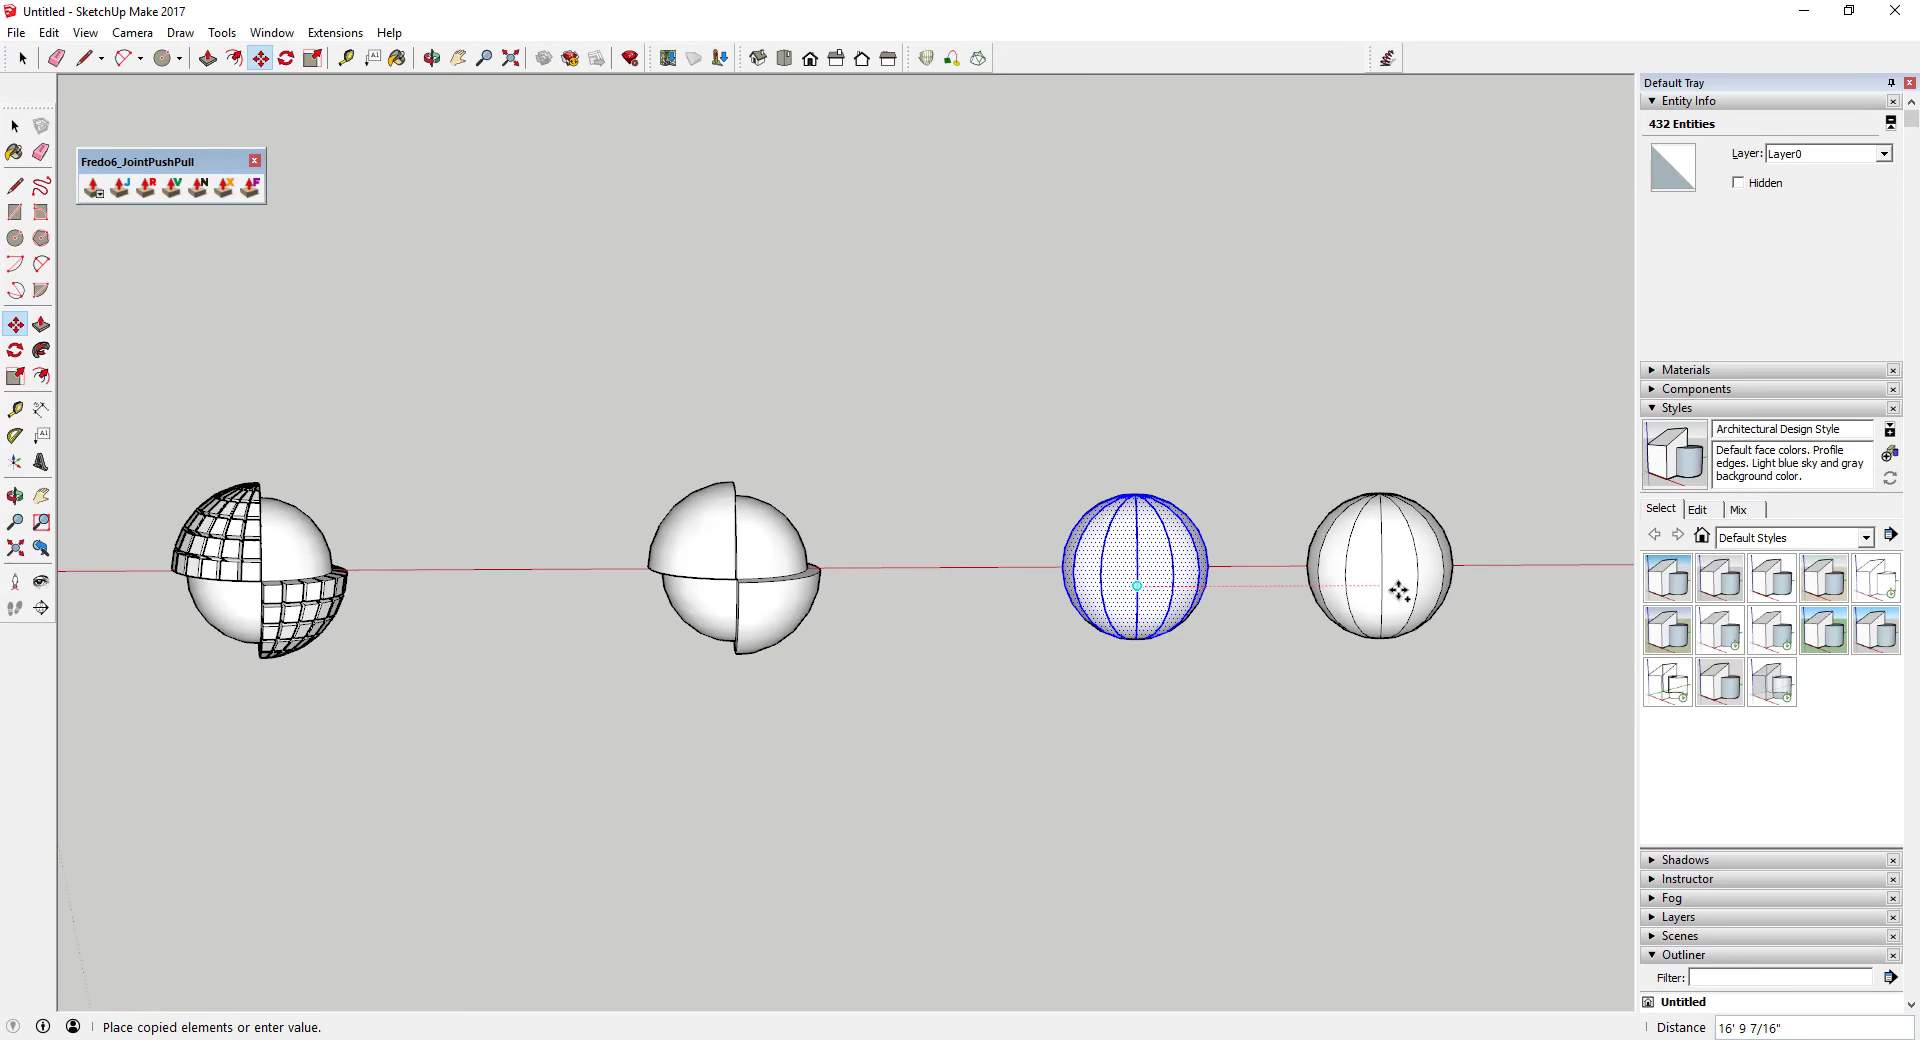 Untitled - SketchUp Make 2017
File Edit View Camera Draw Tools Window Extensions Help
Default Tray
Entity Info
432 Entities
Layer: Layer0
Hidden
Fredo6_JointPushPull
J R V N X F
Materials
Components
Styles
Architectural Design Style
Default face colors. Profile
edges. Light blue sky and gray
background color.
Select Edit Mix
Default Styles
Shadows
Instructor
Fog
Layers
Scenes
Outliner
Filter:
Untitled
Place copied elements or enter value.
Distance 16' 9 7/16"